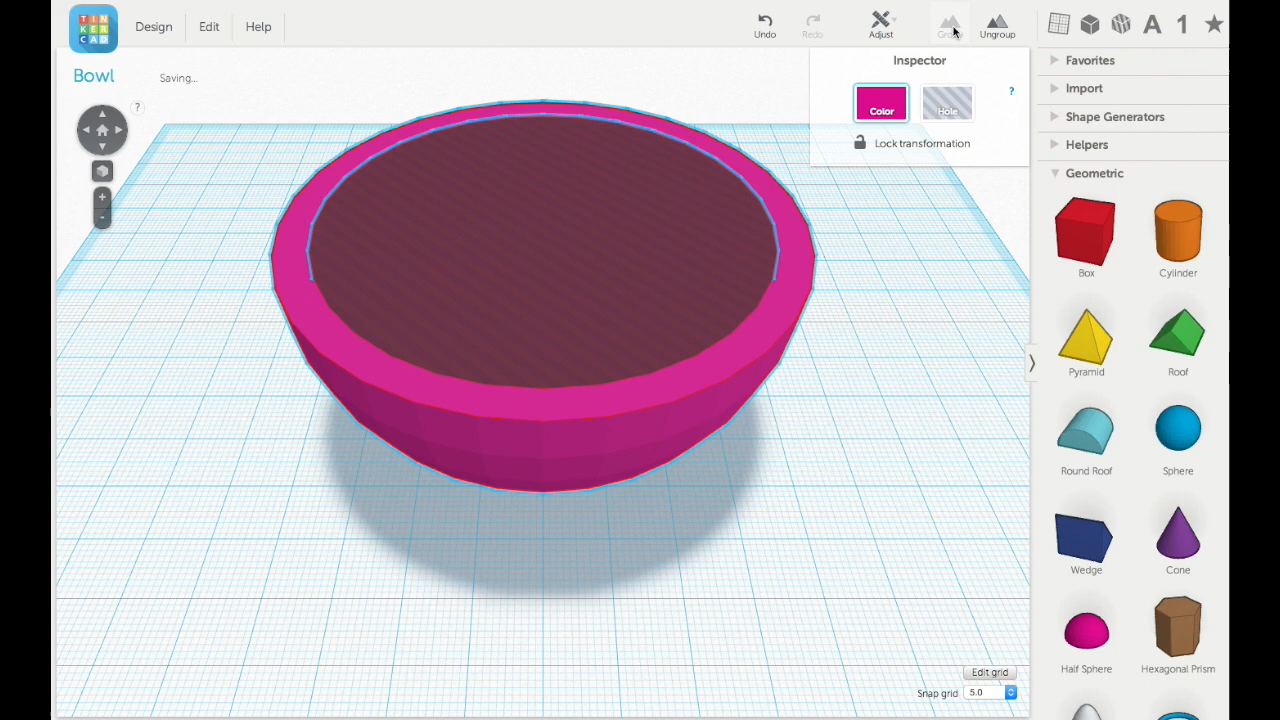 TIN
KER
CAD
Design
Edit
Help
Undo
Redo
Adjust
Group
Ungroup
A
1
Bowl
Saving...
?
+
-
Inspector
Color
Hole
?
Lock transformation
Favorites
Import
Shape Generators
Helpers
Geometric
Box
Cylinder
Pyramid
Roof
Round Roof
Sphere
Wedge
Cone
Half Sphere
Hexagonal Prism
Edit grid
Snap grid 5.0